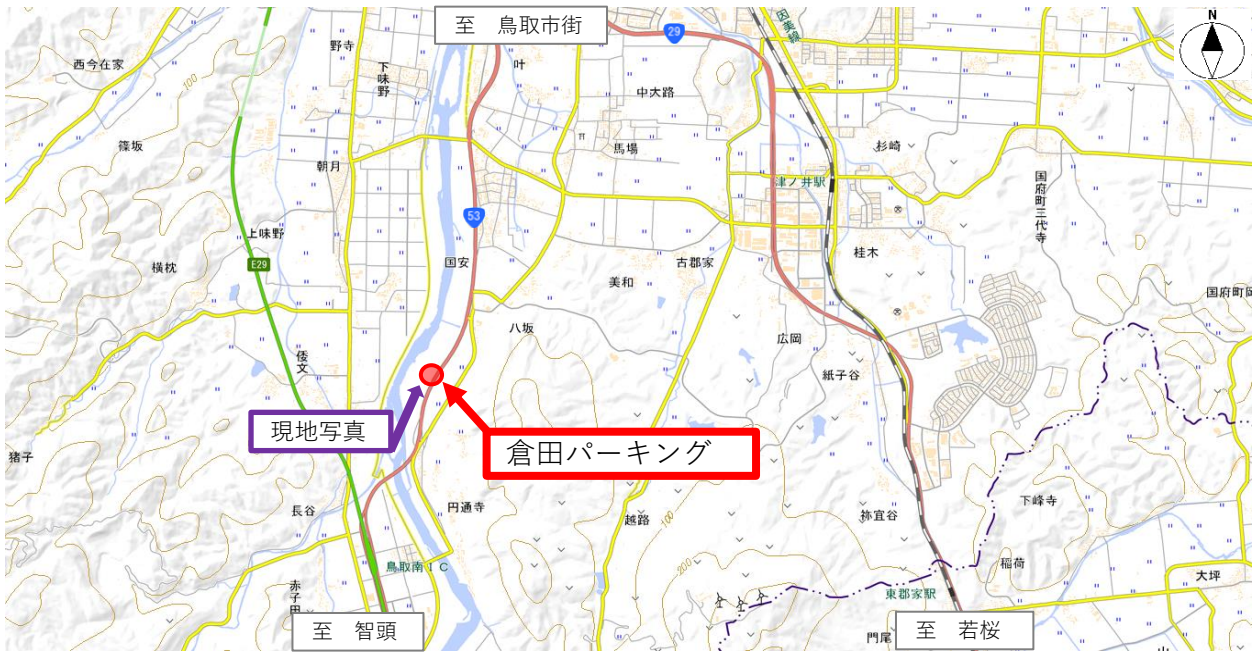 至 鳥取市街
N
因美線
29
西今在家
100
野寺
下味野
叶
中大路
篠坂
朝月
馬場
杉崎
津ノ井駅
国府町三代寺
53
上味野
横枕
E29
国安
美和
古郡家
桂木
国府町岡
八坂
広岡
倭文
紙子谷
現地写真
倉田パーキング
猪子
長谷
円通寺
越路
100
祢宜谷
下峰寺
200
鳥取南IC
稲荷
大坪
東郡家駅
至 智頭
門尾
至 若桜